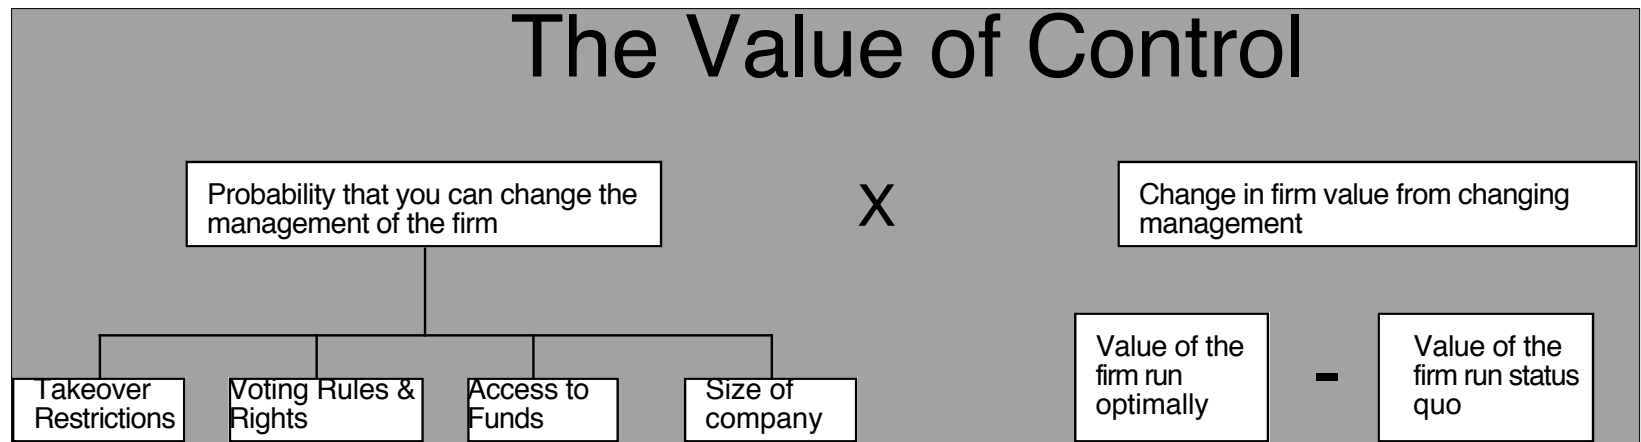 The Value of Control
Probability that you can change the
management of the firm
X
Change in firm value from changing
management
Takeover
Restrictions
Voting Rules &
Rights
Access to
Funds
Size of
company
Value of the
firm run
optimally
-
Value of the
firm run status
quo